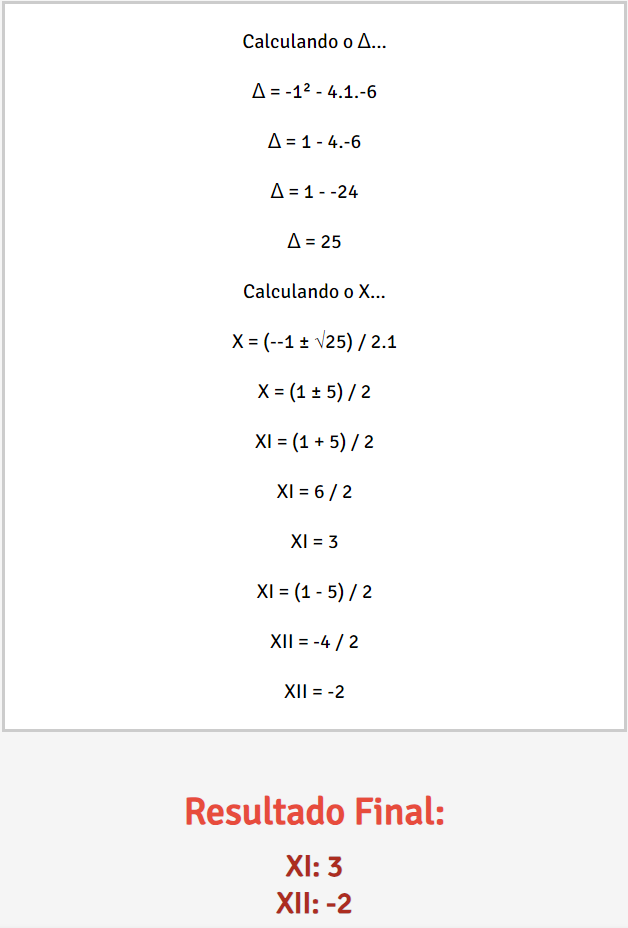 Calculando o Δ...
Δ = -1² - 4.1.-6
Δ = 1 - 4.-6
Δ = 1 - -24
Δ = 25
Calculando o X...
X = (--1 ± √25) / 2.1
X = (1 ± 5) / 2
XI = (1 + 5) / 2
XI = 6 / 2
XI = 3
XI = (1 - 5) / 2
XII = -4 / 2
XII = -2
Resultado Final:
XI: 3
XII: -2